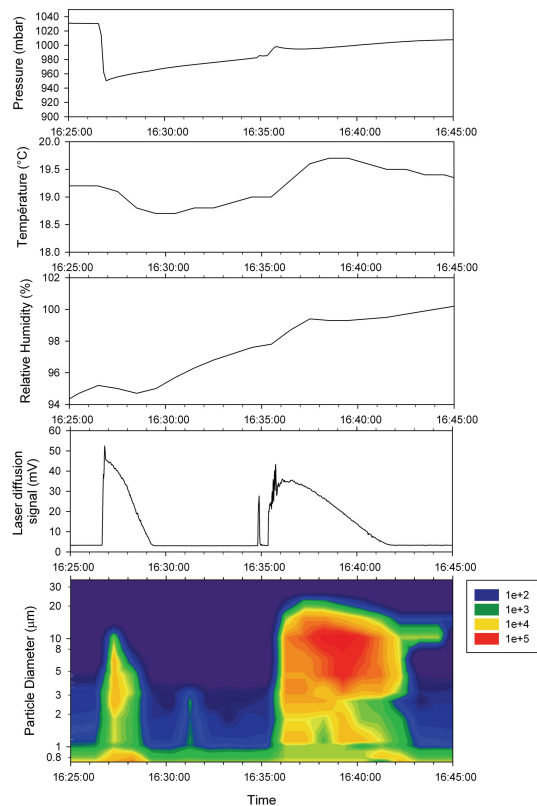 Pressure (mbar)
1040
1020
1000
980
960
940
920
900
16:25:00 16:30:00 16:35:00 16:40:00 16:45:00
Température (°C)
20.0
19.5
19.0
18.5
18.0
16:25:00 16:30:00 16:35:00 16:40:00 16:45:00
Relative Humidity (%)
102
100
98
96
94
16:25:00 16:30:00 16:35:00 16:40:00 16:45:00
Laser diffusion
signal (mV)
60
50
40
30
20
10
0
16:25:00 16:30:00 16:35:00 16:40:00 16:45:00
Particle Diameter (µm)
30
20
10
8
5
3
2
1
0.8
16:25:00 16:30:00 16:35:00 16:40:00 16:45:00
Time
1e+2
1e+3
1e+4
1e+5